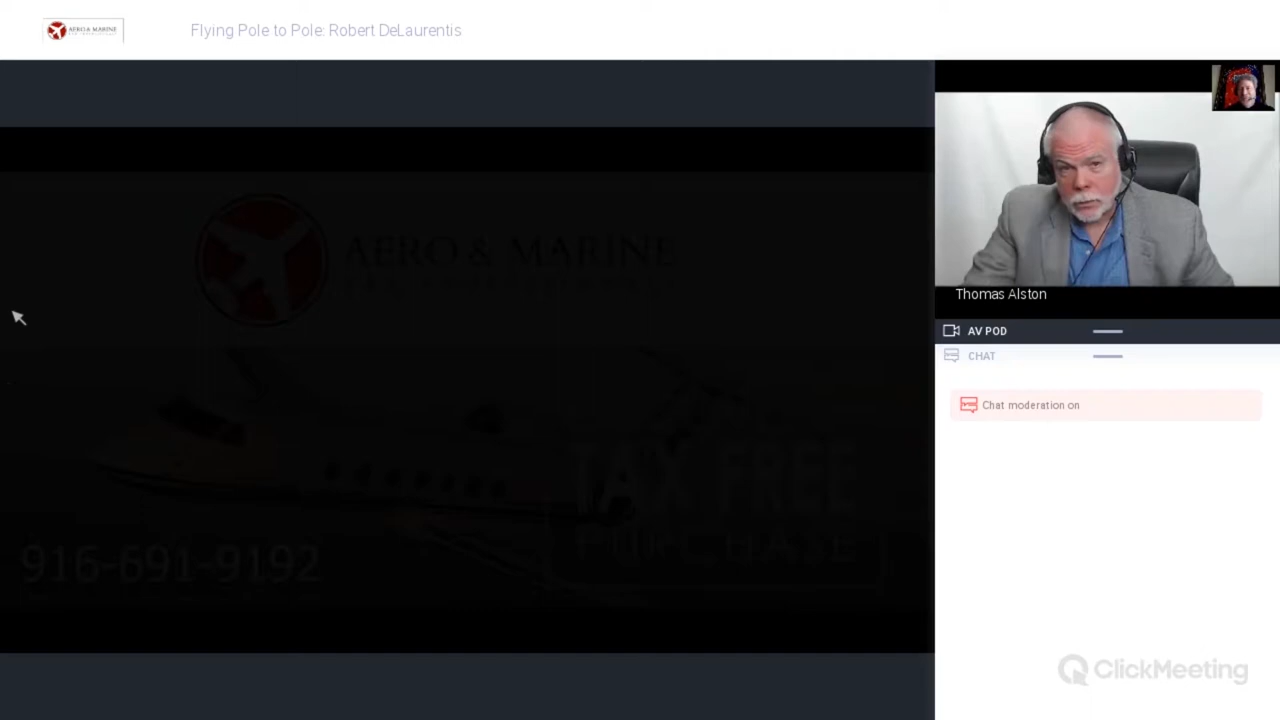 AERO & MARINE
Flying Pole to Pole: Robert DeLaurentis
AERO & MARINE
TAX FREE
PURCHASE
916-691-9192
Thomas Alston
AV POD
CHAT
Chat moderation on
ClickMeeting